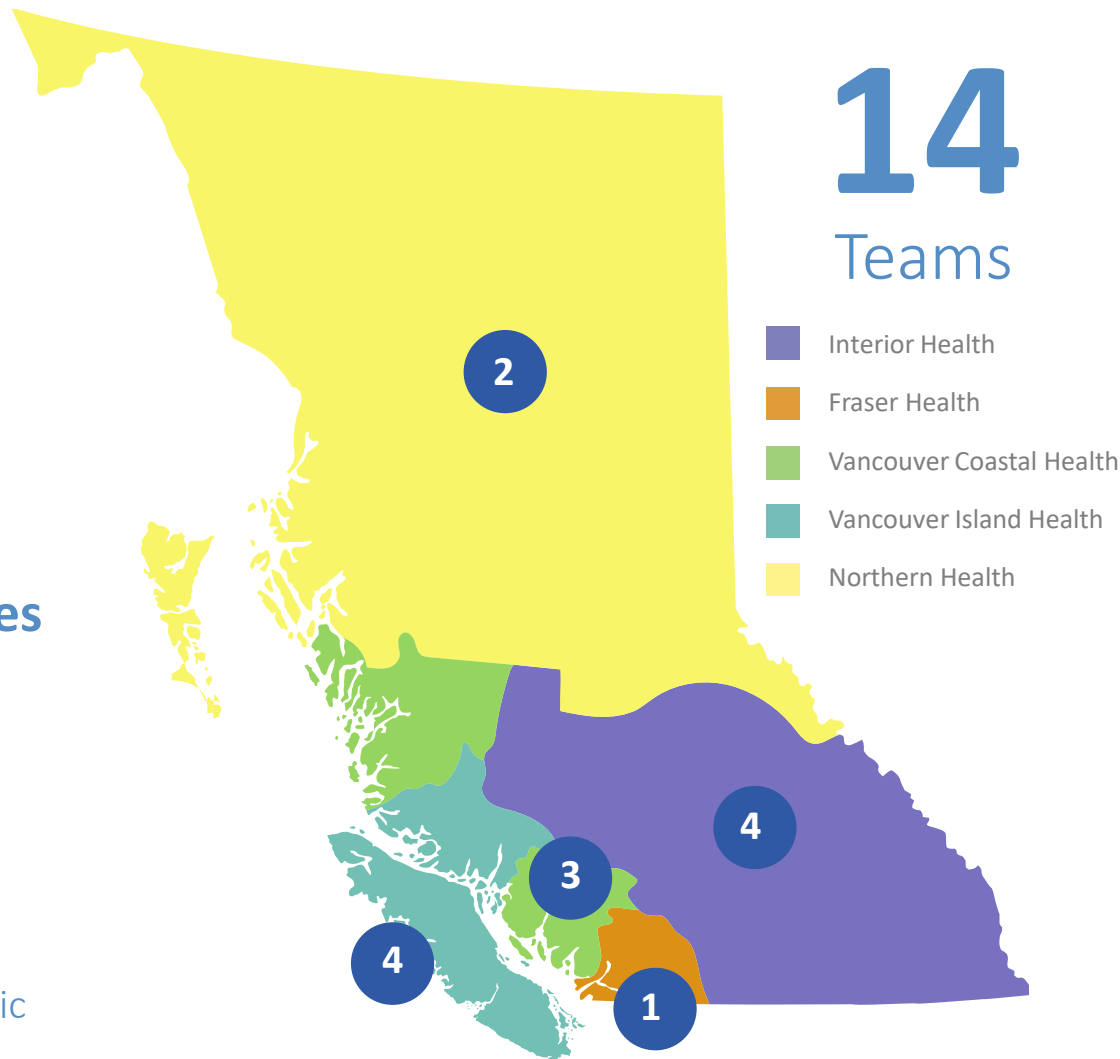 14
Teams
Interior Health
Fraser Health
Vancouver Coastal Health
Vancouver Island Health
Northern Health
2
es
4
3
4
1
ic